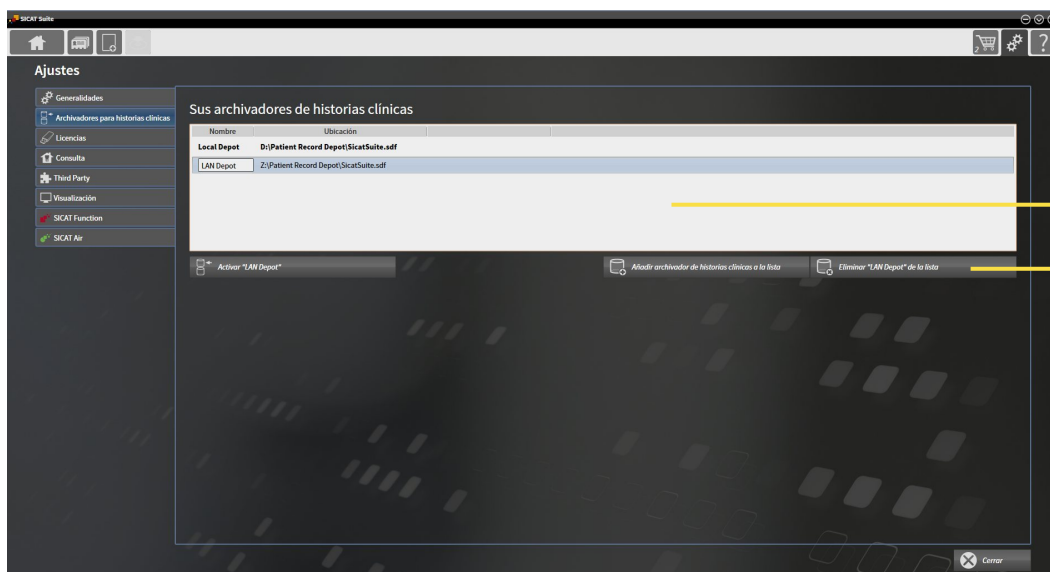 SICAT Suite
2
?
Ajustes
Generalidades
Archivadores para historias clínicas
Licencias
Consulta
Third Party
Visualización
SICAT Function
SICAT Air
Sus archivadores de historias clínicas
Nombre Ubicación
Local Depot D:\Patient Record Depot\SicatSuite.sdf
LAN Depot Z:\Patient Record Depot\SicatSuite.sdf
Activar "LAN Depot" Añadir archivador de historias clínicas a la lista Eliminar "LAN Depot" de la lista
Cerrar